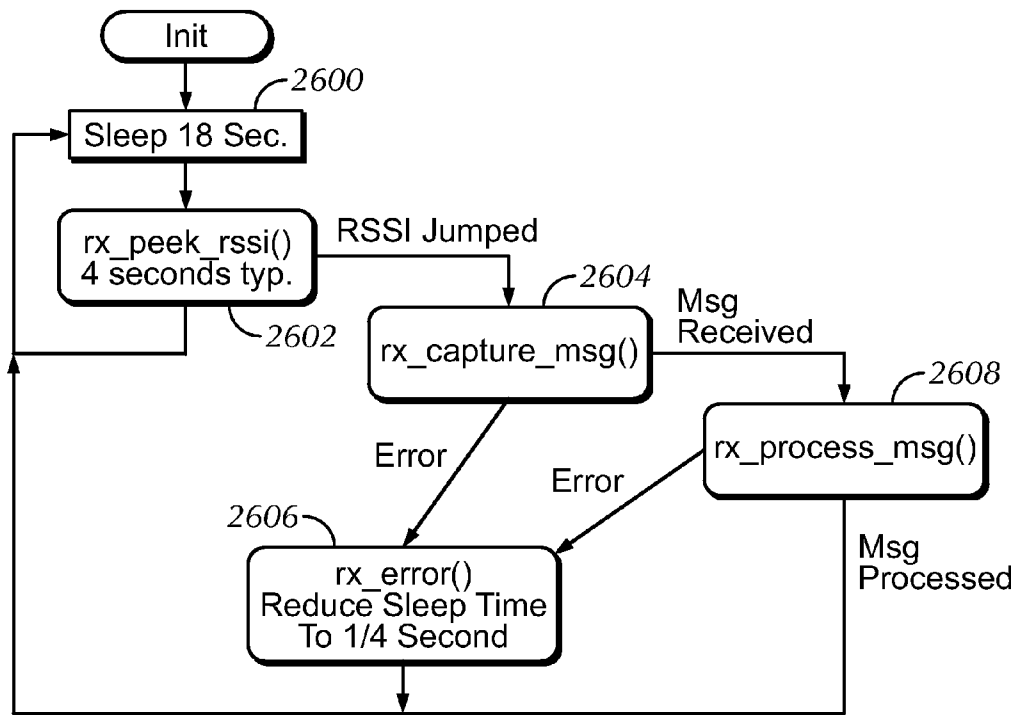 Init
2600
Sleep 18 Sec.
rx_peek_rssi()
4 seconds typ.
RSSI Jumped
2602
2604
rx_capture_msg()
Msg
Received
2608
rx_process_msg()
Error
Error
2606
rx_error()
Reduce Sleep Time
To 1/4 Second
Msg
Processed